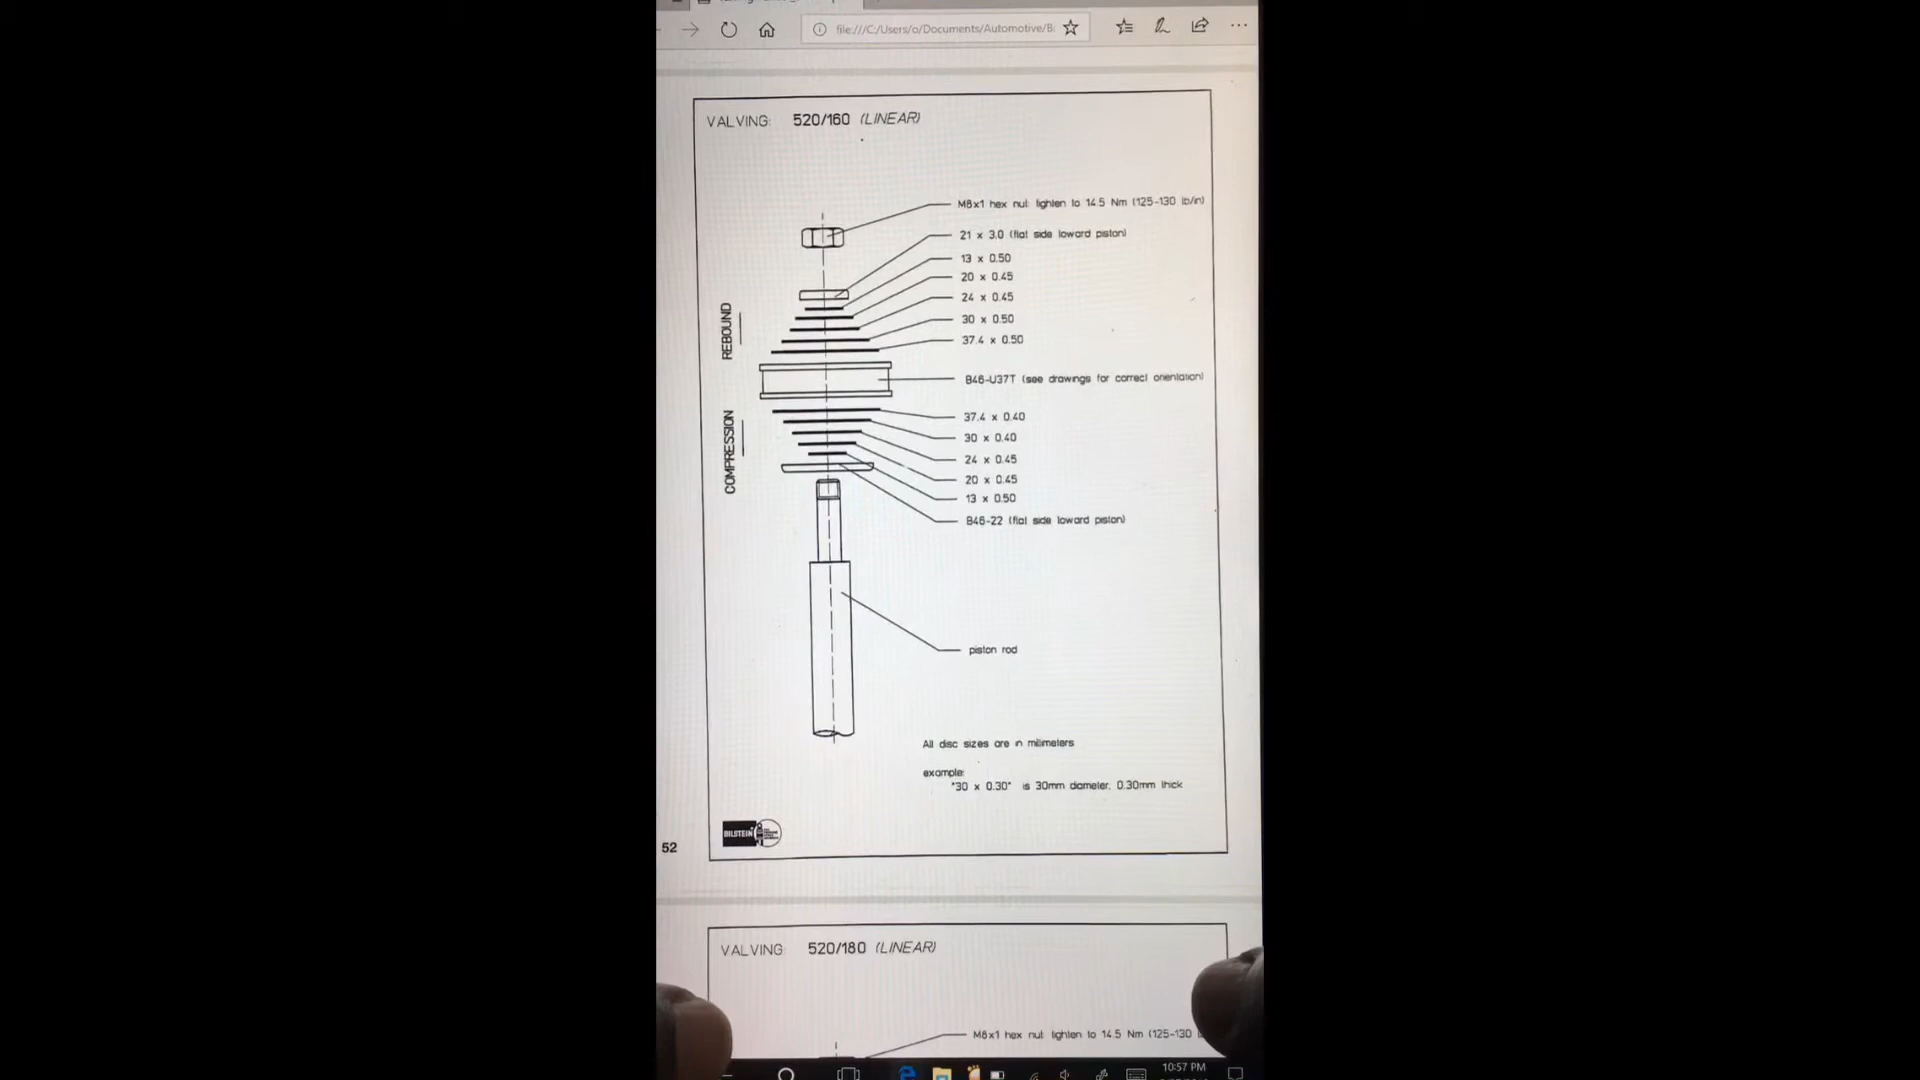 file:///C:/Users/o/Documents/Automotive/B
VALVING: 520/160 (LINEAR)
M8x1 hex nut: tighten to 14.5 Nm (125-130 lb/in)
21 x 3.0 (flat side toward piston)
13 x 0.50
20 x 0.45
24 x 0.45
30 x 0.50
37.4 x 0.50
REBOUND
B46-U37T (see drawings for correct orientation)
COMPRESSION
37.4 x 0.40
30 x 0.40
24 x 0.45
20 x 0.45
13 x 0.50
B46-22 (flat side toward piston)
piston rod
All disc sizes are in milimeters
example:
"30 x 0.30" is 30mm diameter, 0.30mm thick
BILSTEIN
52
VALVING: 520/180 (LINEAR)
M8x1 hex nut: tighten to 14.5 Nm (125-130
10:57 PM